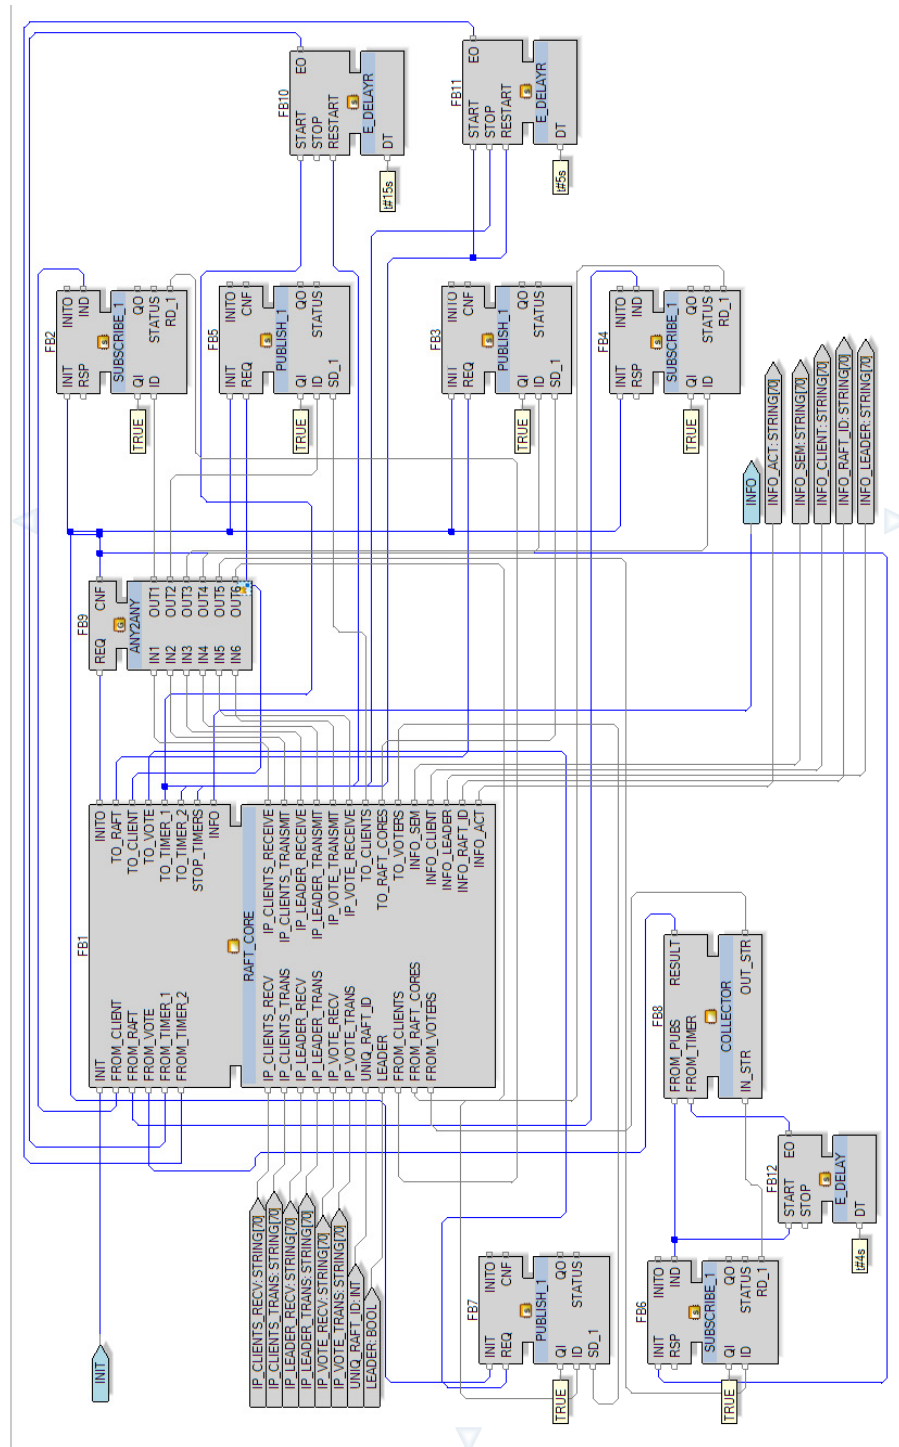 INIT
IP_CLIENTS_RECV: STRING[70]
IP_CLIENTS_TRANS: STRING[70]
IP_LEADER_RECV: STRING[70]
IP_LEADER_TRANS: STRING[70]
IP_VOTE_RECV: STRING[70]
IP_VOTE_TRANS: STRING[70]
UNIQ_RAFT_ID: INT
LEADER: BOOL
FB7
INIT
REQ
INITO
CNF
PUBLISH_1
QI
ID
SD_1
QO
STATUS
TRUE
FB6
INIT
RSP
INITO
IND
SUBSCRIBE_1
QI
ID
QO
STATUS
RD_1
TRUE
FB12
START
STOP
EO
E_DELAY
DT
t#4s
FB8
FROM_PUBS
FROM_TIMER
RESULT
COLLECTOR
IN_STR
OUT_STR
FB1
INIT
FROM_CLIENT
FROM_RAFT
FROM_VOTE
FROM_TIMER_1
FROM_TIMER_2
INITO
TO_RAFT
TO_CLIENT
TO_VOTE
TO_TIMER_1
TO_TIMER_2
STOP_TIMERS
INFO
RAFT_CORE
IP_CLIENTS_RECV
IP_CLIENTS_TRANS
IP_LEADER_RECV
IP_LEADER_TRANS
IP_VOTE_RECV
IP_VOTE_TRANS
UNIQ_RAFT_ID
LEADER
FROM_CLIENTS
FROM_RAFT_CORES
FROM_VOTERS
IP_CLIENTS_RECEIVE
IP_CLIENTS_TRANSMIT
IP_LEADER_RECEIVE
IP_LEADER_TRANSMIT
IP_VOTE_TRANSMIT
IP_VOTE_RECEIVE
TO_CLIENTS
TO_RAFT_CORES
TO_VOTERS
INFO_SEM
INFO_CLIENT
INFO_LEADER
INFO_RAFT_ID
INFO_ACT
FB9
REQ
CNF
ANY2ANY
IN1
IN2
IN3
IN4
IN5
IN6
OUT1
OUT2
OUT3
OUT4
OUT5
OUT6
FB2
INIT
RSP
INITO
IND
SUBSCRIBE_1
QI
ID
QO
STATUS
RD_1
TRUE
FB5
INIT
REQ
INITO
CNF
PUBLISH_1
QI
ID
SD_1
QO
STATUS
TRUE
FB3
INIT
REQ
INITO
CNF
PUBLISH_1
QI
ID
SD_1
QO
STATUS
TRUE
FB4
INIT
RSP
INITO
IND
SUBSCRIBE_1
QI
ID
QO
STATUS
RD_1
TRUE
INFO
INFO_ACT: STRING[70]
INFO_SEM: STRING[70]
INFO_CLIENT: STRING[70]
INFO_RAFT_ID: STRING[70]
INFO_LEADER: STRING[70]
FB10
START
STOP
RESTART
EO
E_DELAYR
DT
t#15s
FB11
START
STOP
RESTART
EO
E_DELAYR
DT
t#5s